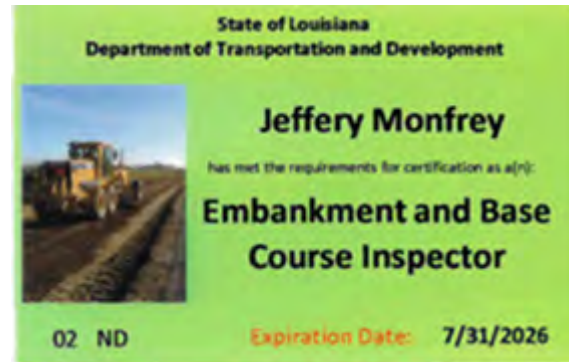 State of Louisiana
Department of Transportation and Development
Jeffery Monfrey
has met the requirements for certification as a(n):
Embankment and Base
Course Inspector
02 ND
Expiration Date: 7/31/2026